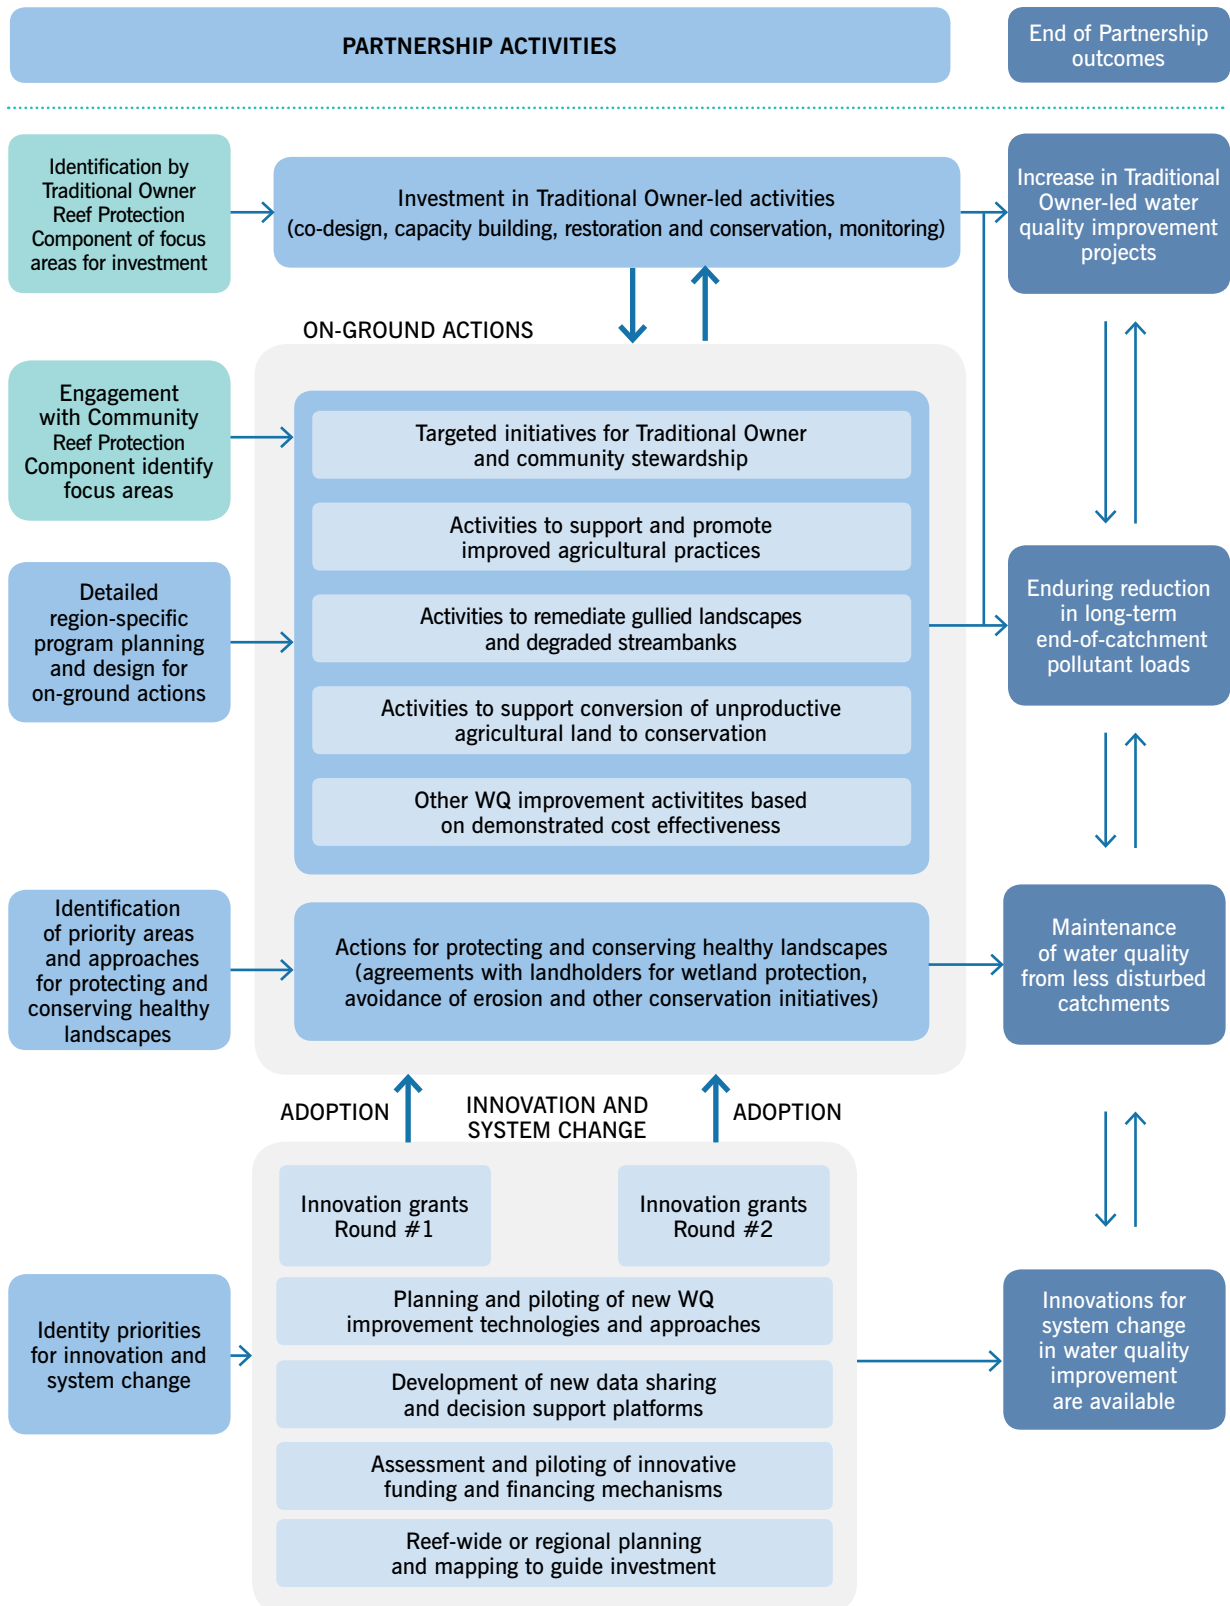 PARTNERSHIP ACTIVITIES
End of Partnership
outcomes
Identification by
Traditional Owner
Reef Protection
Component of focus
areas for investment
Investment in Traditional Owner-led activities
(co-design, capacity building, restoration and conservation, monitoring)
Increase in Traditional
Owner-led water
quality improvement
projects
ON-GROUND ACTIONS
Engagement
with Community
Reef Protection
Component identify
focus areas
Targeted initiatives for Traditional Owner
and community stewardship
Activities to support and promote
improved agricultural practices
Detailed
region-specific
program planning
and design for
on-ground actions
Activities to remediate gullied landscapes
and degraded streambanks
Enduring reduction
in long-term
end-of-catchment
pollutant loads
Activities to support conversion of unproductive
agricultural land to conservation
Other WQ improvement activitites based
on demonstrated cost effectiveness
Identification
of priority areas
and approaches
for protecting and
conserving healthy
landscapes
Actions for protecting and conserving healthy landscapes
(agreements with landholders for wetland protection,
avoidance of erosion and other conservation initiatives)
Maintenance
of water quality
from less disturbed
catchments
ADOPTION
INNOVATION AND
SYSTEM CHANGE
ADOPTION
Innovation grants
Round #1
Innovation grants
Round #2
Identity priorities
for innovation and
system change
Planning and piloting of new WQ
improvement technologies and approaches
Development of new data sharing
and decision support platforms
Assessment and piloting of innovative
funding and financing mechanisms
Reef-wide or regional planning
and mapping to guide investment
Innovations for
system change
in water quality
improvement
are available